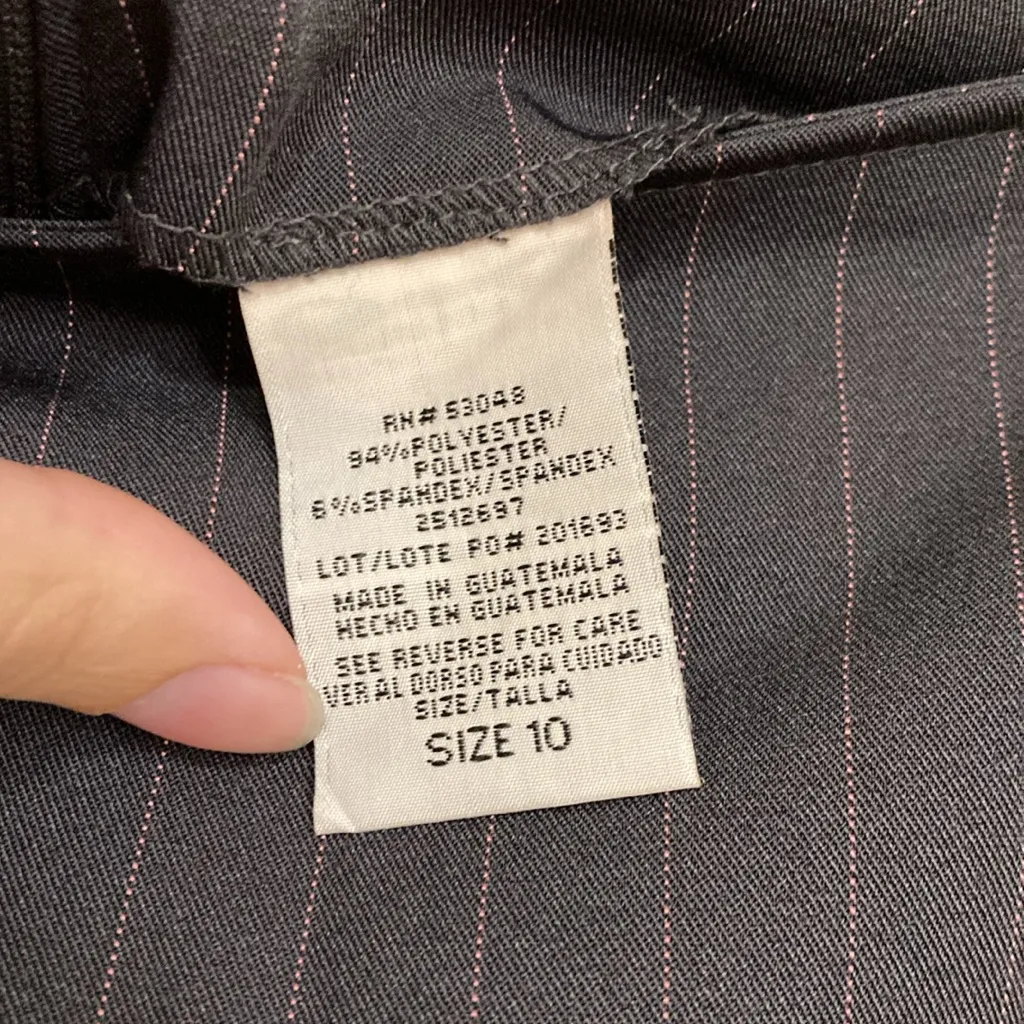 RN# 53048
94%POLYESTER/
POLIESTER
6%SPANDEX/SPANDEX
2512697
LOT/LOTE PO# 201693
MADE IN GUATEMALA
HECHO EN GUATEMALA
SEE REVERSE FOR CARE
VER AL DORSO PARA CUIDADO
SIZE/TALLA
SIZE 10